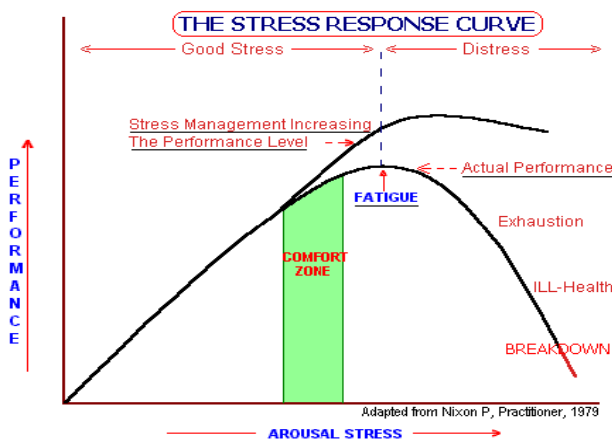 THE STRESS RESPONSE CURVE
Good Stress
Distress
Stress Management Increasing
The Performance Level
Actual Performance
FATIGUE
COMFORT
ZONE
Exhaustion
ILL-Health
BREAKDOWN
PERFORMANCE
Adapted from Nixon P, Practitioner, 1979
AROUSAL STRESS